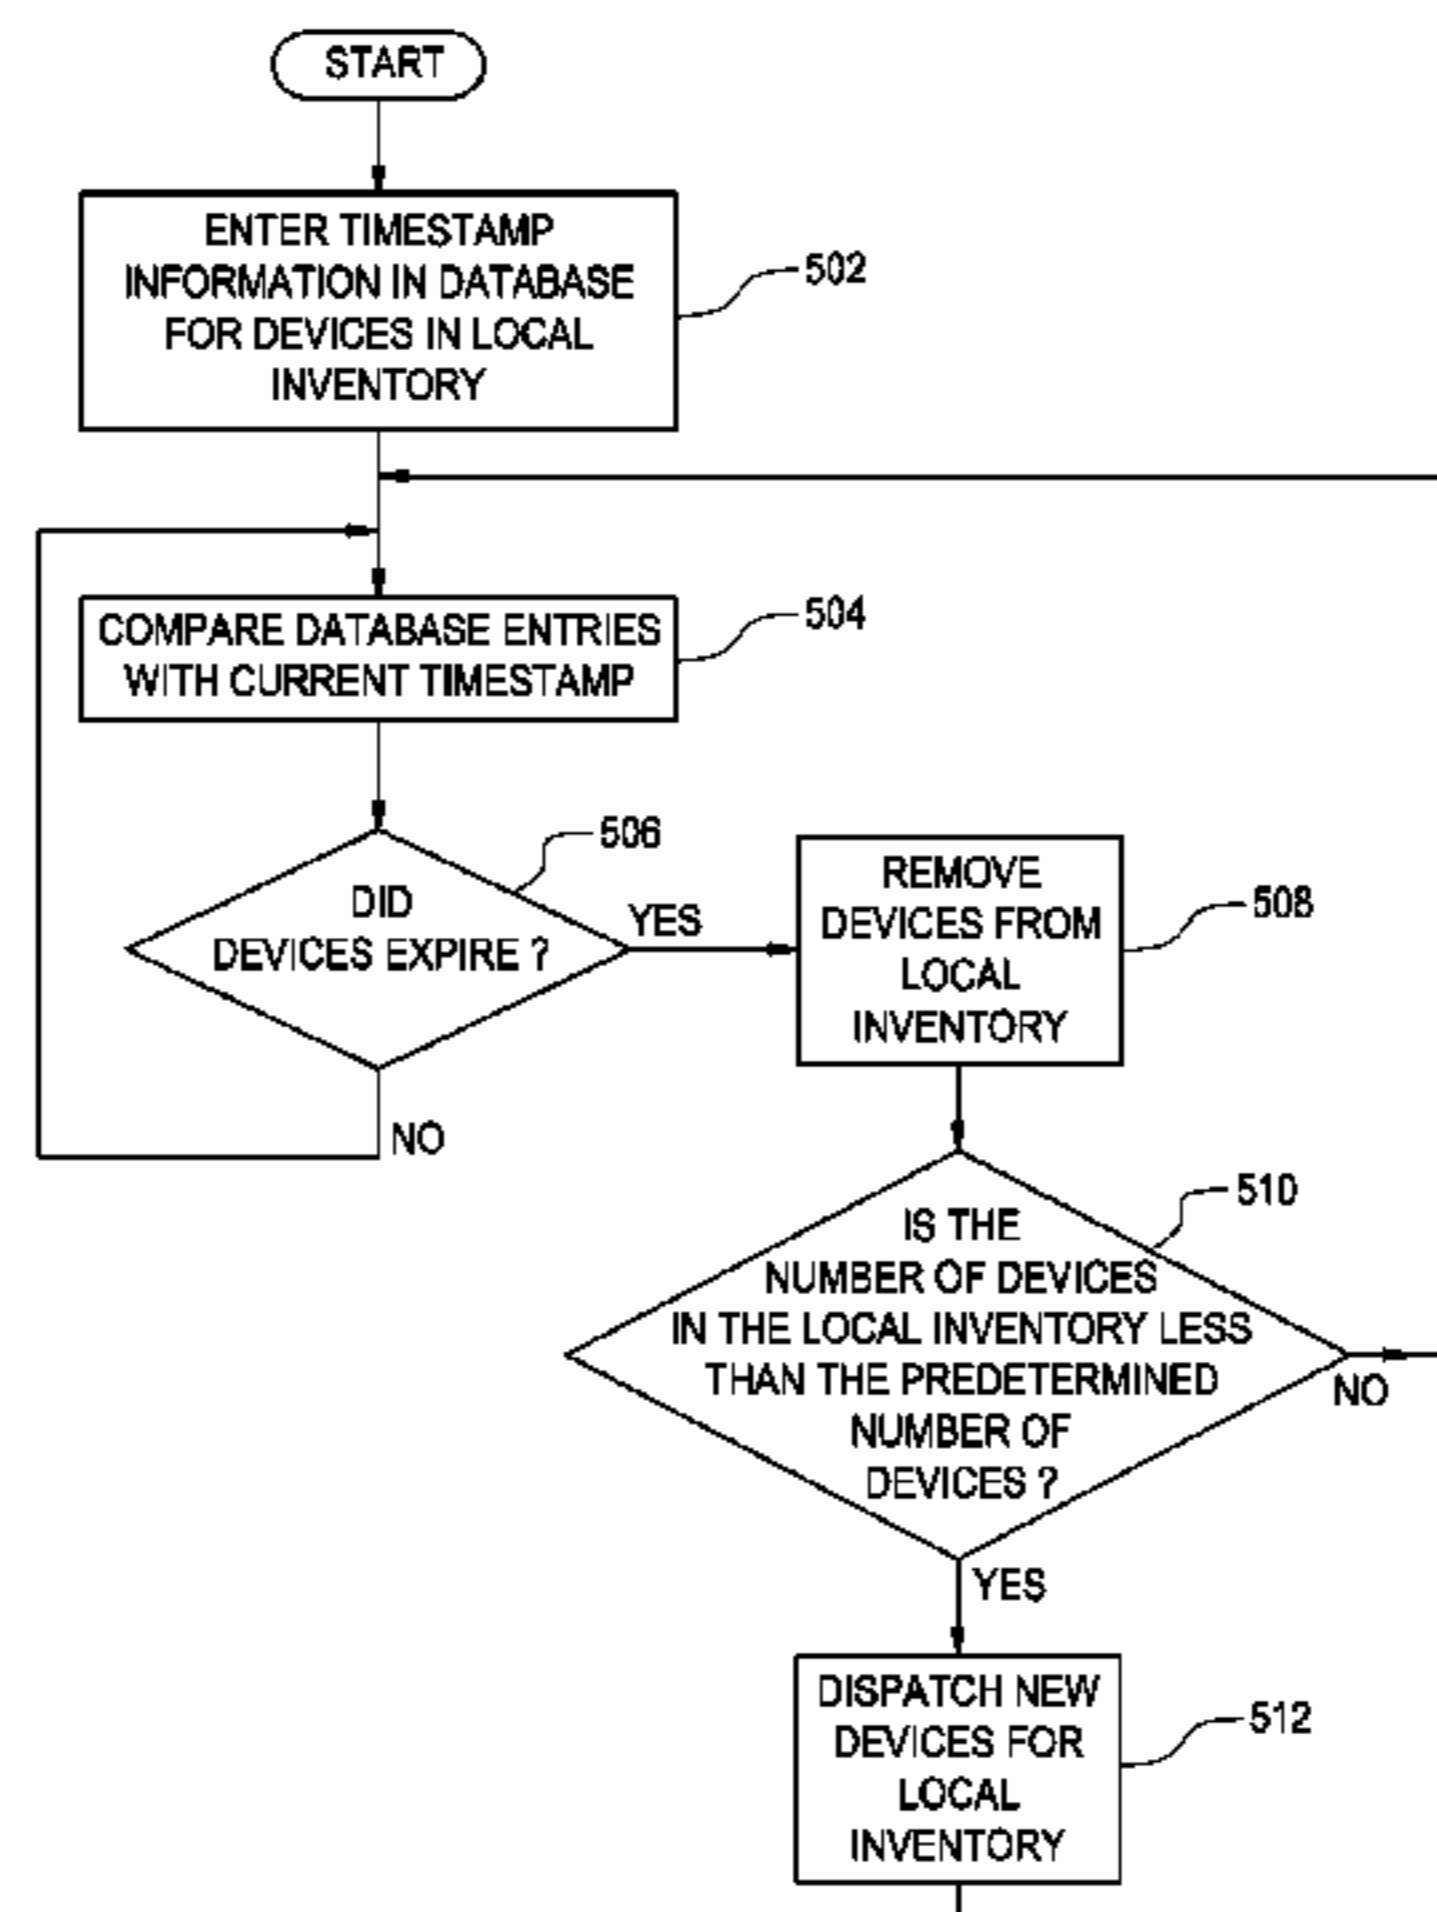 START
ENTER TIMESTAMP
INFORMATION IN DATABASE
FOR DEVICES IN LOCAL
INVENTORY
502
COMPARE DATABASE ENTRIES
WITH CURRENT TIMESTAMP
504
DID
DEVICES EXPIRE ?
506
YES
NO
REMOVE
DEVICES FROM
LOCAL
INVENTORY
508
IS THE
NUMBER OF DEVICES
IN THE LOCAL INVENTORY LESS
THAN THE PREDETERMINED
NUMBER OF
DEVICES ?
510
NO
YES
DISPATCH NEW
DEVICES FOR
LOCAL
INVENTORY
512